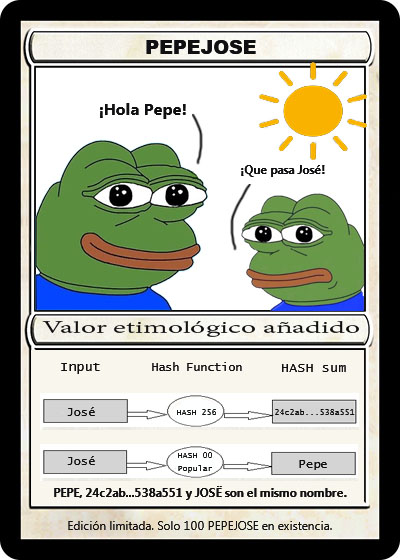 PEPEJOSE
¡Hola Pepe!
¡Que pasa José!
Valor etimológico añadido
Input Hash Function HASH sum
José HASH 256 24c2ab...538a551
José HASH 00 Popular Pepe
PEPE, 24c2ab...538a551 y JOSË son el mismo nombre.
Edición limitada. Solo 100 PEPEJOSE en existencia.